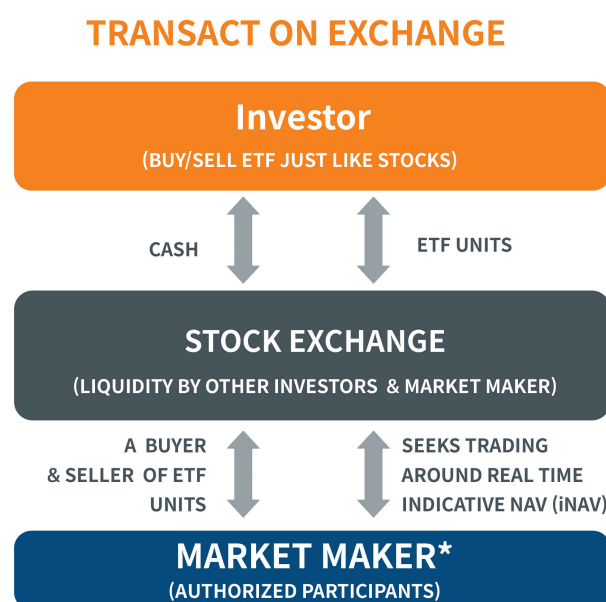 TRANSACT ON EXCHANGE
Investor
(BUY/SELL ETF JUST LIKE STOCKS)
CASH
ETF UNITS
STOCK EXCHANGE
(LIQUIDITY BY OTHER INVESTORS & MARKET MAKER)
A BUYER
& SELLER OF ETF
UNITS
SEEKS TRADING
AROUND REAL TIME
INDICATIVE NAV (iNAV)
MARKET MAKER*
(AUTHORIZED PARTICIPANTS)